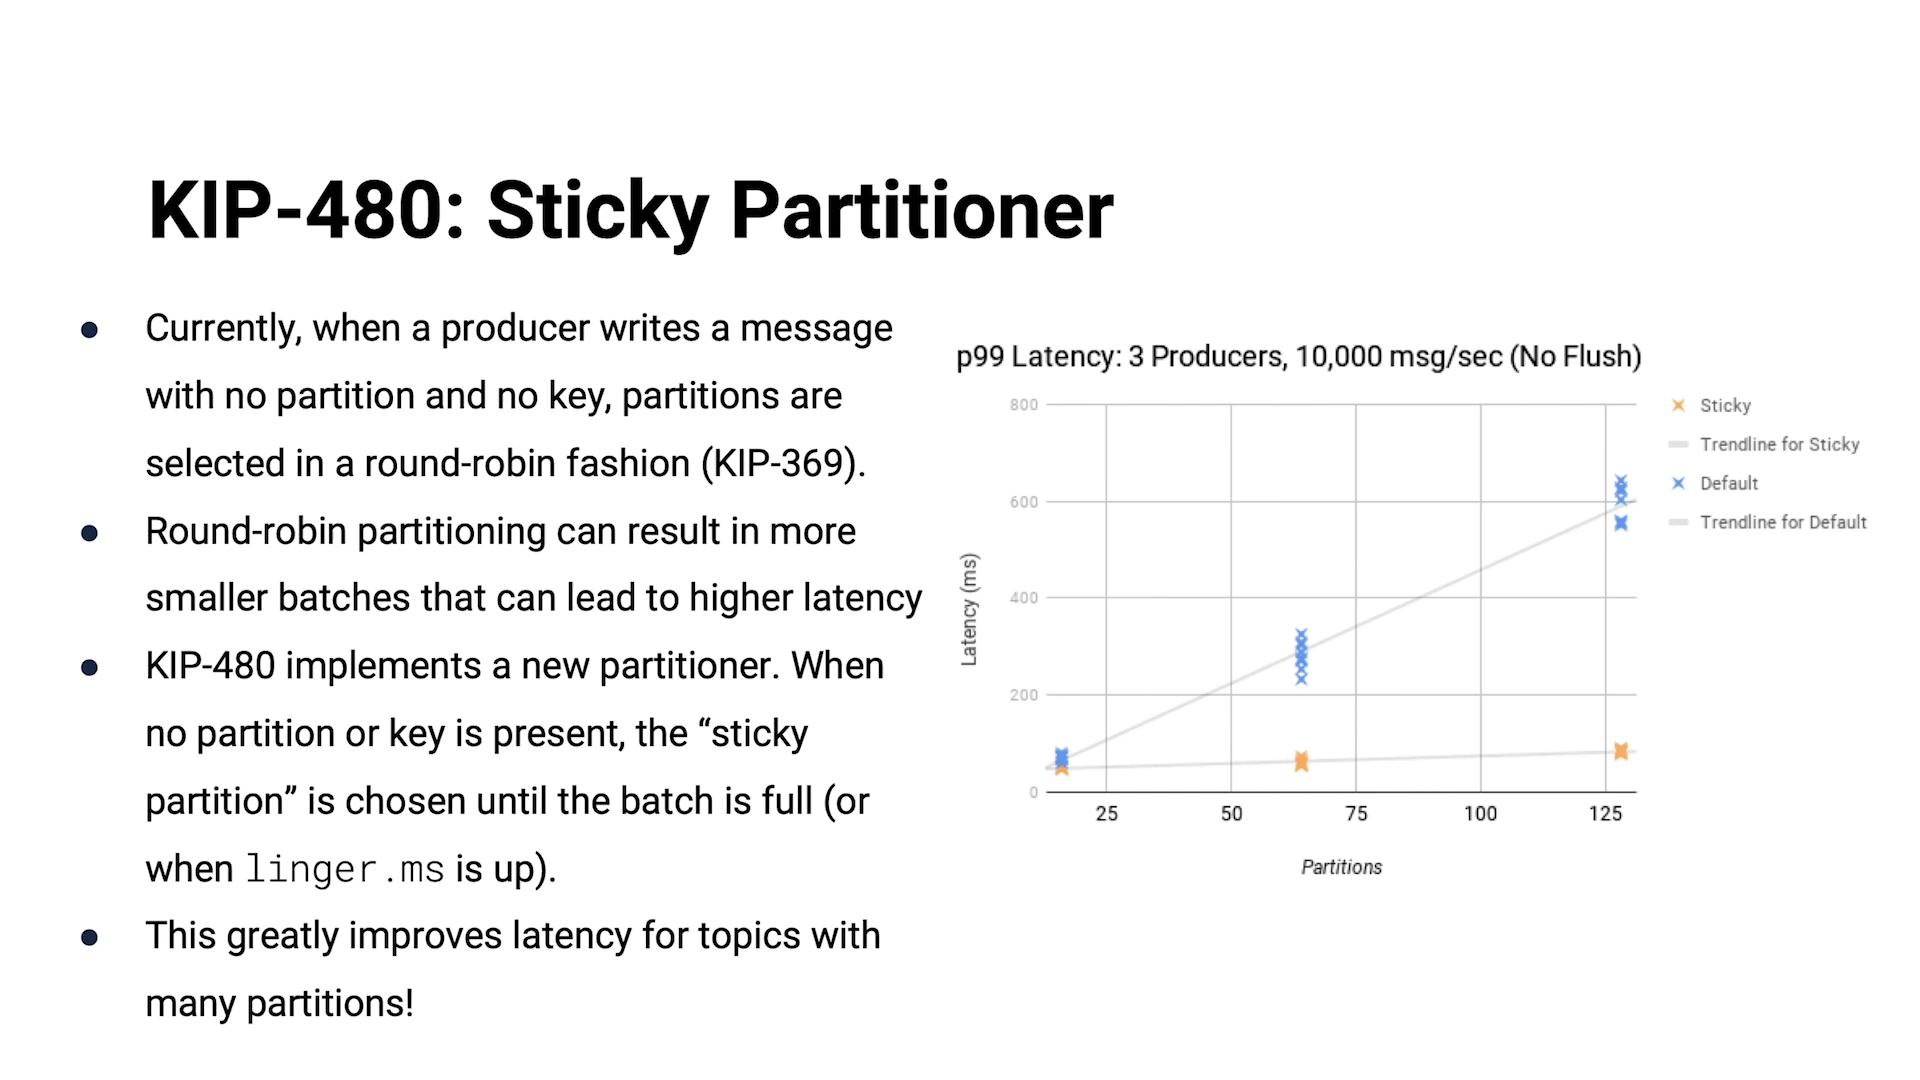 KIP-480: Sticky Partitioner
● Currently, when a producer writes a message
with no partition and no key, partitions are
selected in a round-robin fashion (KIP-369).
● Round-robin partitioning can result in more
smaller batches that can lead to higher latency
● KIP-480 implements a new partitioner. When
no partition or key is present, the “sticky
partition” is chosen until the batch is full (or
when linger.ms is up).
● This greatly improves latency for topics with
many partitions!
p99 Latency: 3 Producers, 10,000 msg/sec (No Flush)
800
600
400
200
0
Latency (ms)
25 50 75 100 125
Partitions
Sticky
Trendline for Sticky
Default
Trendline for Default